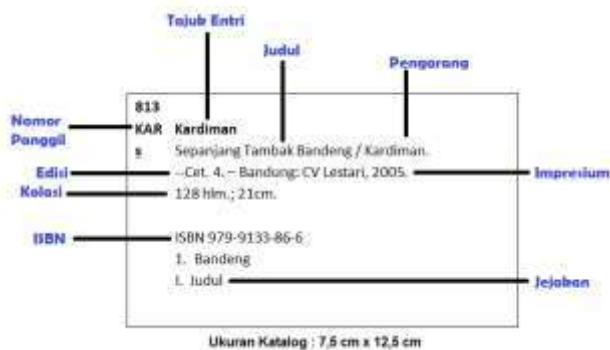 Tajuk Entri
Judul
Pengarang
813
Nomor Panggil
KAR Kardiman
s Sepanjang Tambak Bandeng / Kardiman.
Edisi
--Cet. 4. – Bandung: CV Lestari, 2005.
Impresium
Kolasi
128 hlm.; 21cm.
ISBN
ISBN 979-9133-86-6
1. Bandeng
I. Judul
Jejakan
Ukuran Katalog : 7,5 cm x 12,5 cm